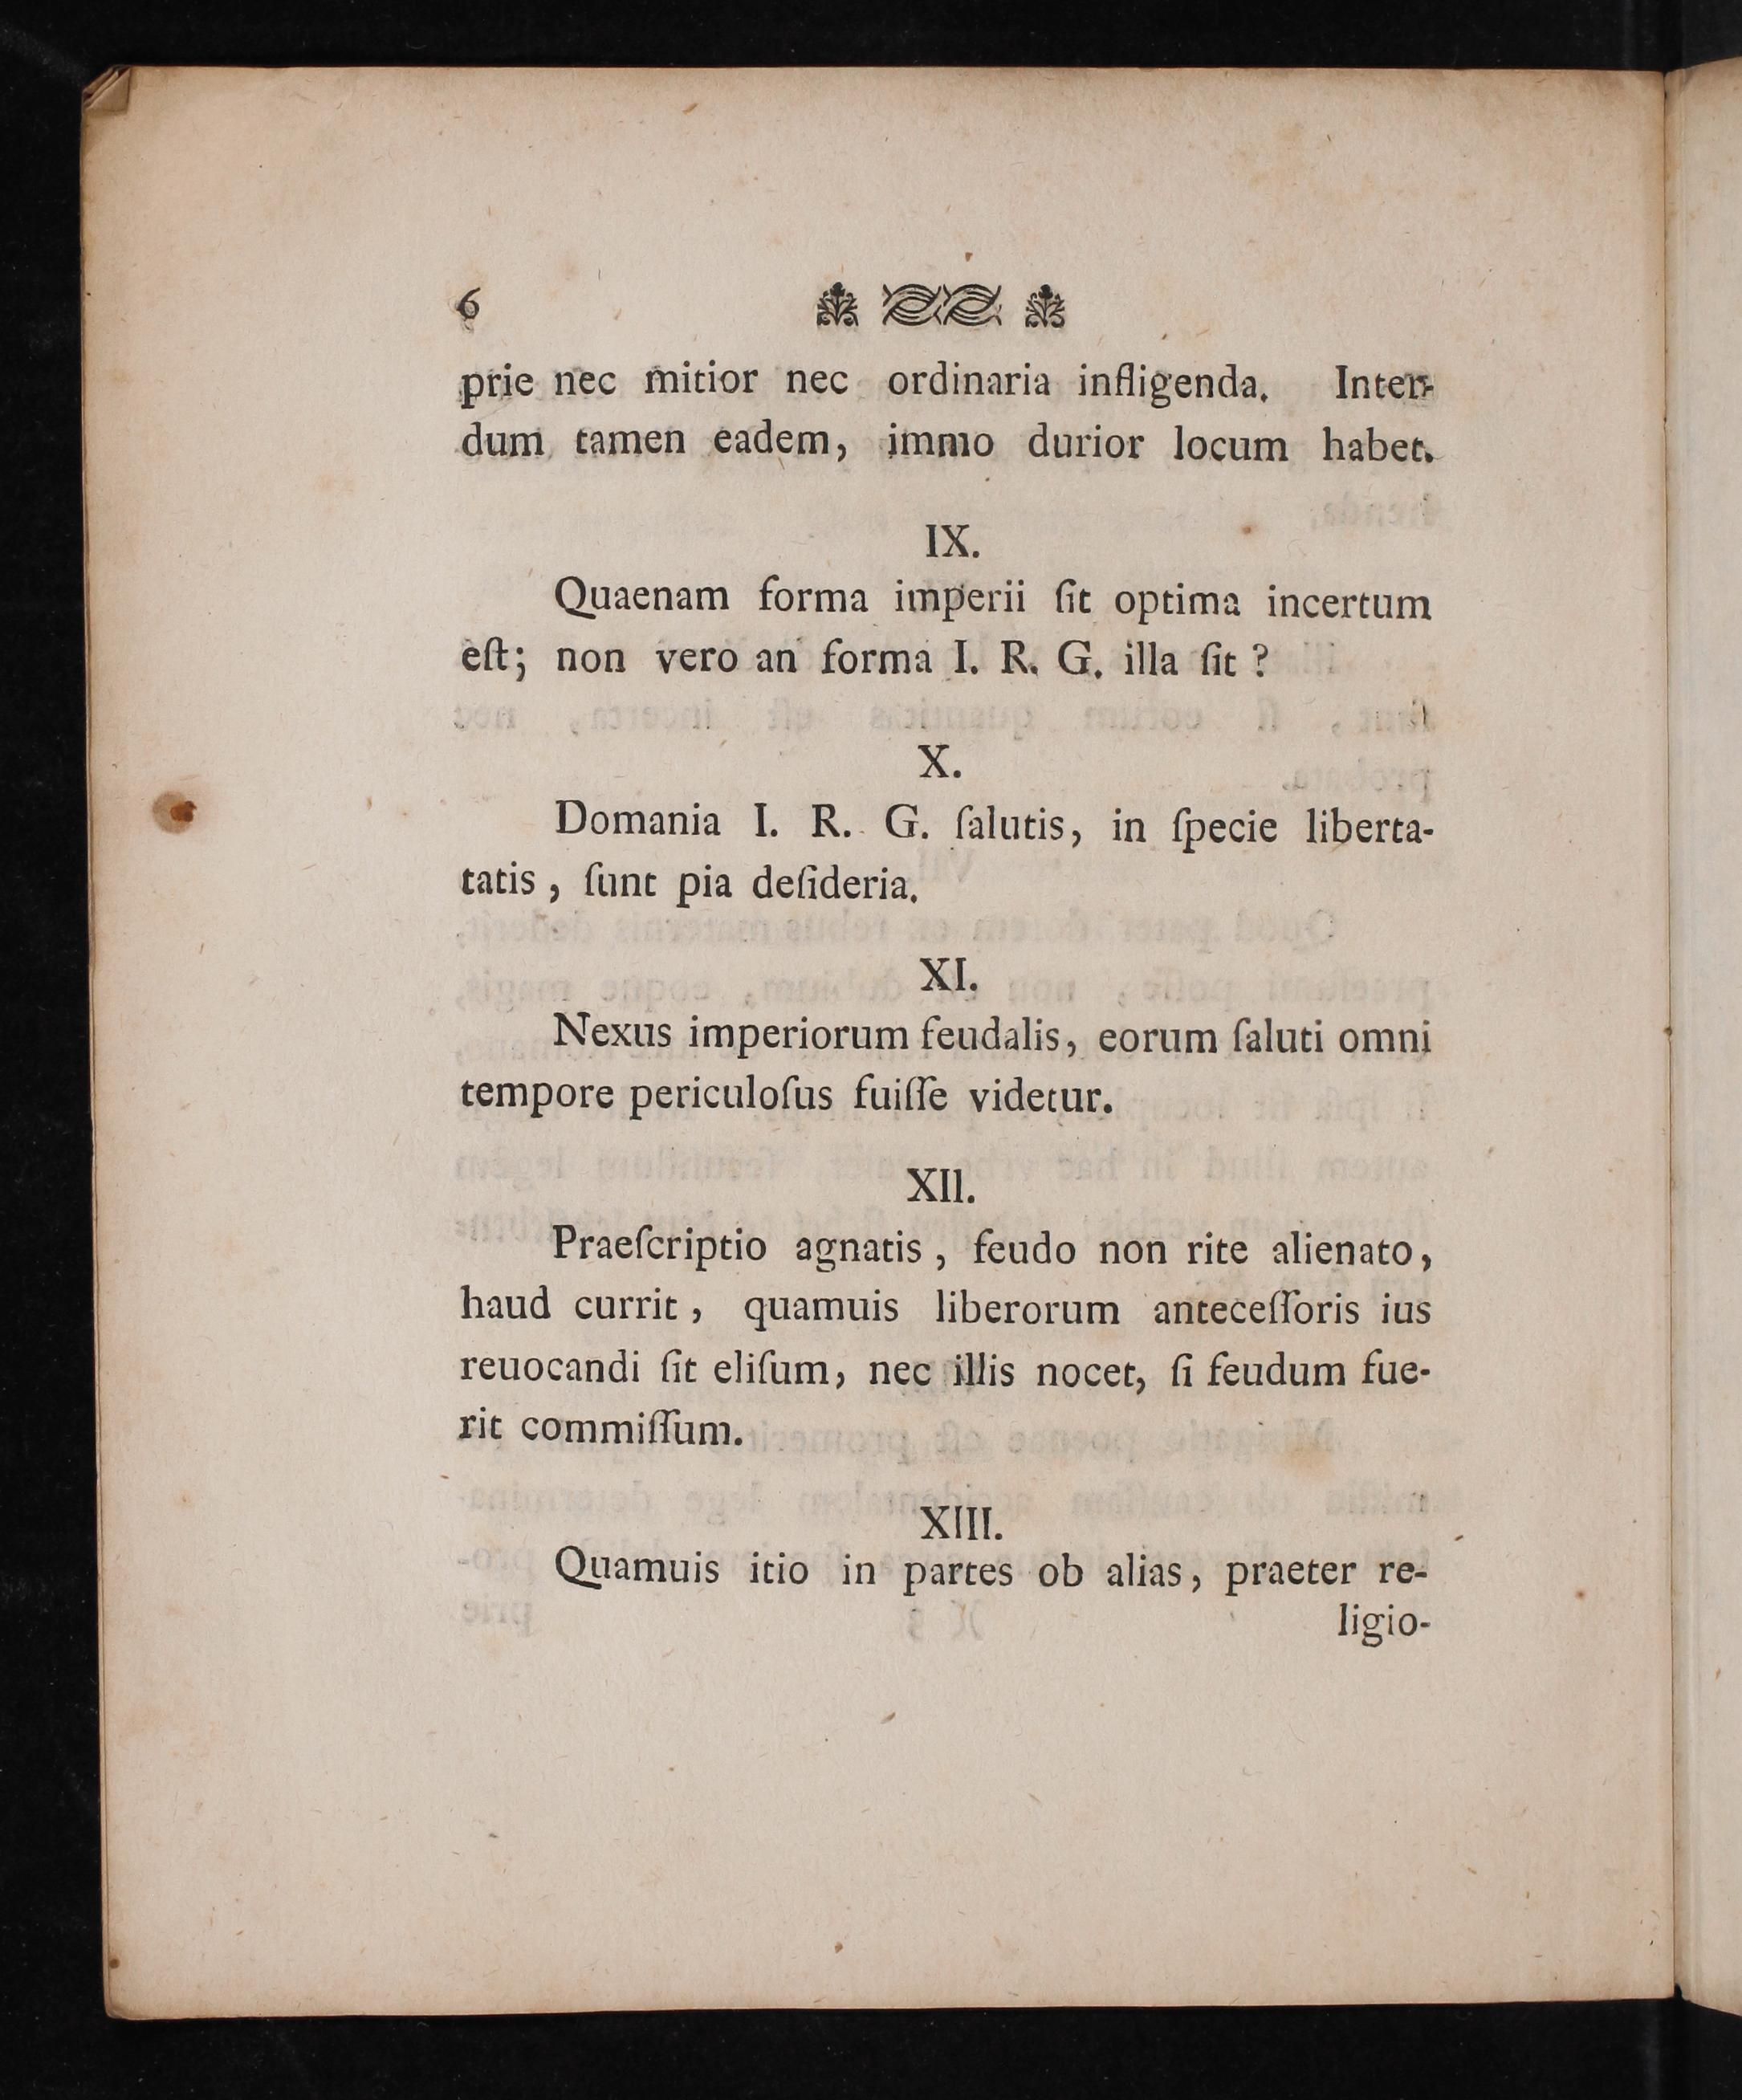 6
prie nec mitior nec ordinaria infligenda. Inter-
dum tamen eadem, immo durior locum habet.
IX.
Quaenam forma imperii ſit optima incertum
eſt; non vero an forma I. R. G. illa ſit ?
X.
Domania I. R. G. ſalutis, in ſpecie liberta-
tatis, ſunt pia deſideria.
XI.
Nexus imperiorum feudalis, eorum ſaluti omni
tempore periculoſus fuiſſe videtur.
XII.
Praeſcriptio agnatis, feudo non rite alienato,
haud currit, quamuis liberorum anteceſſoris ius
reuocandi ſit eliſum, nec illis nocet, ſi feudum fue-
rit commiſſum.
XIII.
Quamuis itio in partes ob alias, praeter re-
ligio-